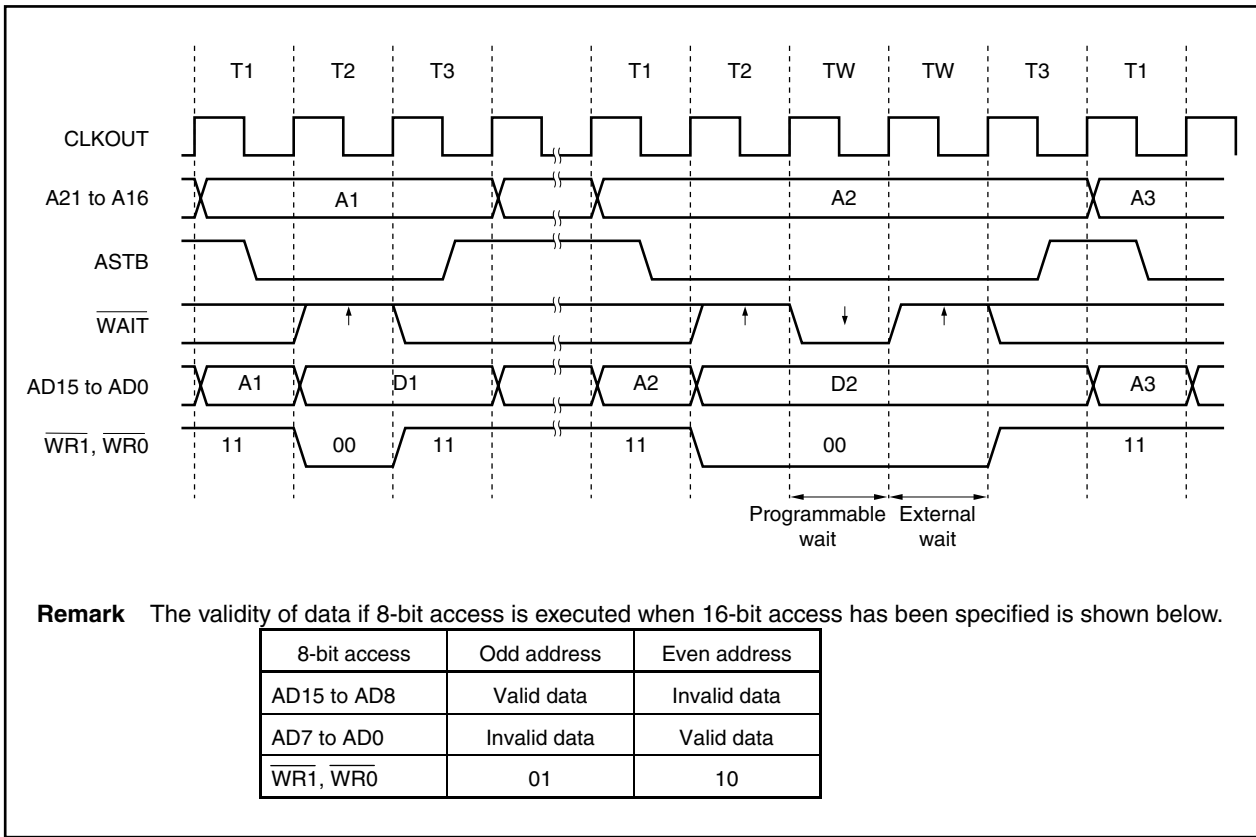 T1 T2 T3 T1 T2 TW TW T3 T1
CLKOUT
A21 to A16 A1 A2 A3
ASTB
WAIT
AD15 to AD0 A1 D1 A2 D2 A3
WR1, WR0 11 00 11 11 00 11
Programmable wait
External wait
Remark The validity of data if 8-bit access is executed when 16-bit access has been specified is shown below.
8-bit access Odd address Even address
AD15 to AD8 Valid data Invalid data
AD7 to AD0 Invalid data Valid data
WR1, WR0 01 10